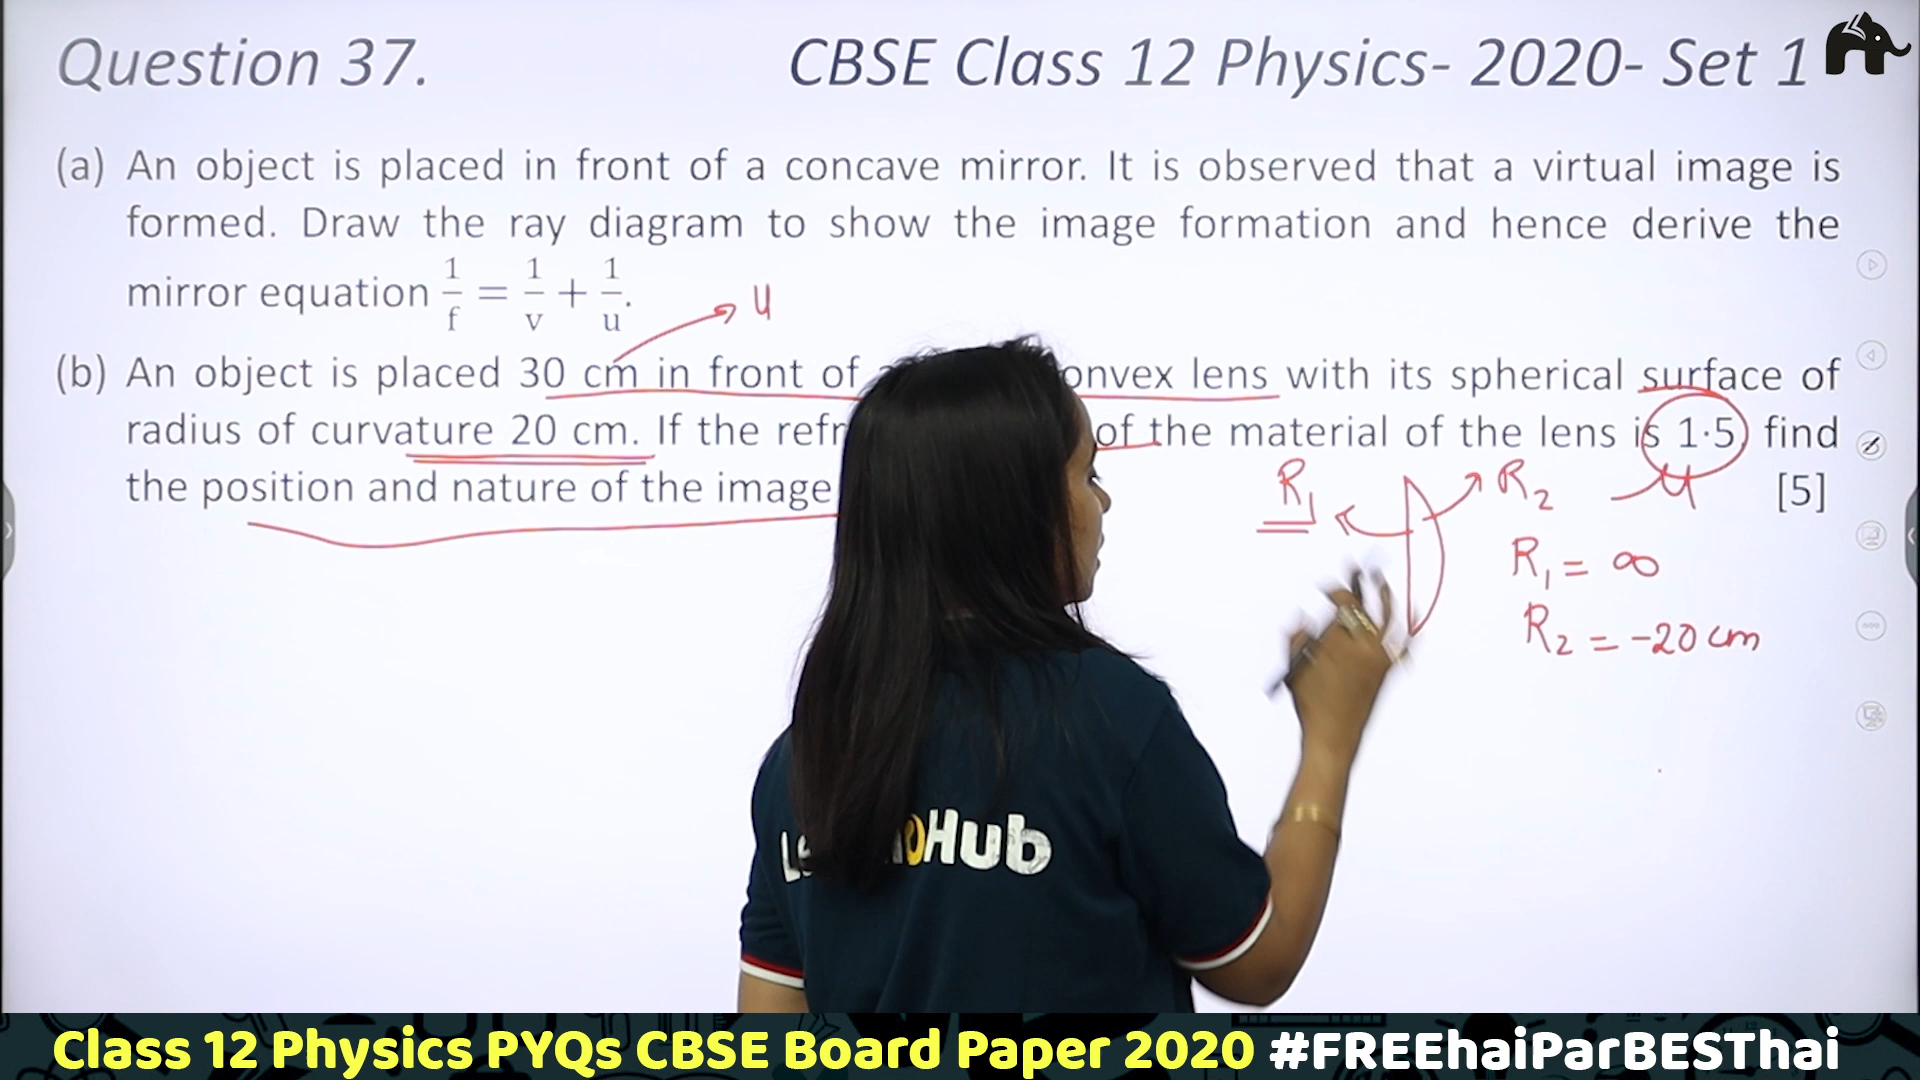 Question 37. CBSE Class 12 Physics- 2020- Set 1
(a) An object is placed in front of a concave mirror. It is observed that a virtual image is
formed. Draw the ray diagram to show the image formation and hence derive the
mirror equation 1/f = 1/v + 1/u.
u
(b) An object is placed 30 cm in front of onvex lens with its spherical surface of
radius of curvature 20 cm. If the refr of the material of the lens is 1·5, find
the position and nature of the image
[5]
R1
R2
μ
R1 = ∞
R2 = -20 cm
Hub
Class 12 Physics PYQs CBSE Board Paper 2020 #FREEhaiParBESThai